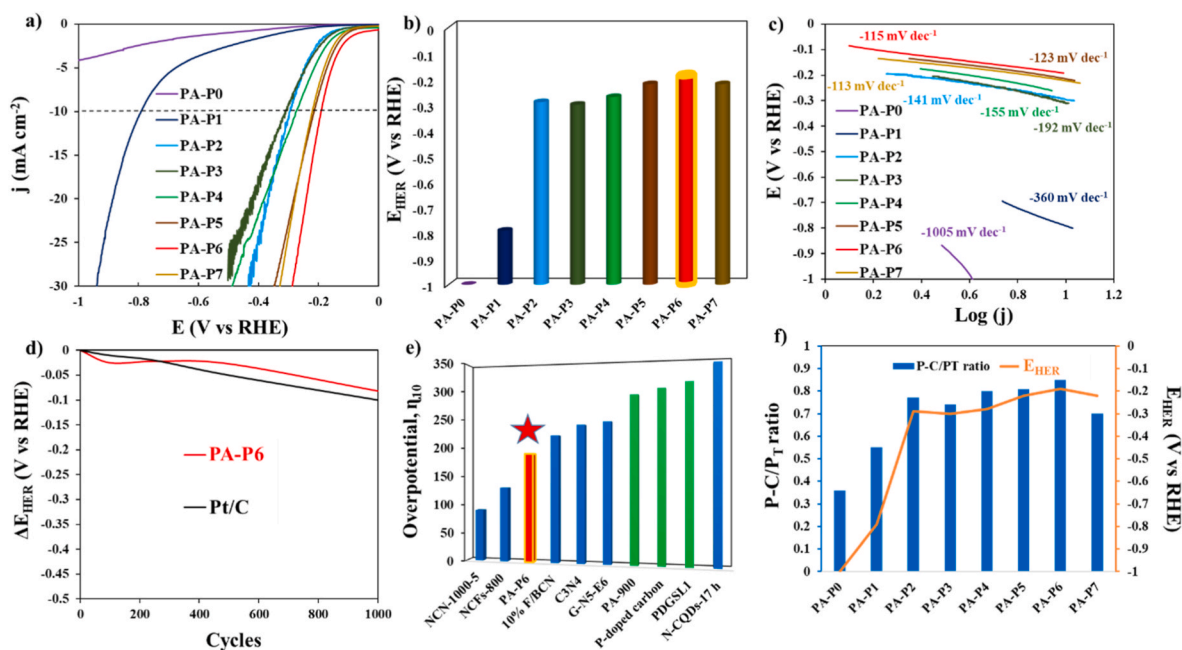 a)
j (mA cm-2)
0
-5
-10
-15
-20
-25
-30
PA-P0
PA-P1
PA-P2
PA-P3
PA-P4
PA-P5
PA-P6
PA-P7
-1 -0.8 -0.6 -0.4 -0.2 0
E (V vs RHE)
b)
EHER (V vs RHE)
0
-0.1
-0.2
-0.3
-0.4
-0.5
-0.6
-0.7
-0.8
-0.9
-1
PA-P0 PA-P1 PA-P2 PA-P3 PA-P4 PA-P5 PA-P6 PA-P7
c)
E (V vs RHE)
0
-0.1
-0.2
-0.3
-0.4
-0.5
-0.6
-0.7
-0.8
-0.9
-1
-115 mV dec-1
-123 mV dec-1
-113 mV dec-1
-141 mV dec-1
-155 mV dec-1
-192 mV dec-1
-360 mV dec-1
-1005 mV dec-1
PA-P0
PA-P1
PA-P2
PA-P3
PA-P4
PA-P5
PA-P6
PA-P7
0 0.2 0.4 0.6 0.8 1 1.2
Log (j)
d)
ΔEHER (V vs RHE)
0
-0.05
-0.1
-0.15
-0.2
-0.25
-0.3
-0.35
-0.4
-0.45
-0.5
PA-P6
Pt/C
0 200 400 600 800 1000
Cycles
e)
Overpotential, η10
350
300
250
200
150
100
50
0
NCN-1000-5
NCFs-800
PA-P6
10% F/BCN
C3N4
G-N5-E6
PA-900
P-doped carbon
PDGSL1
N-CQDs-17 h
f)
P-C/PT ratio
EHER
P-C/PT ratio
1
0.9
0.8
0.7
0.6
0.5
0.4
0.3
0.2
0.1
0
0
-0.1
-0.2
-0.3
-0.4
-0.5
-0.6
-0.7
-0.8
-0.9
-1
EHER (V vs RHE)
PA-P0 PA-P1 PA-P2 PA-P3 PA-P4 PA-P5 PA-P6 PA-P7